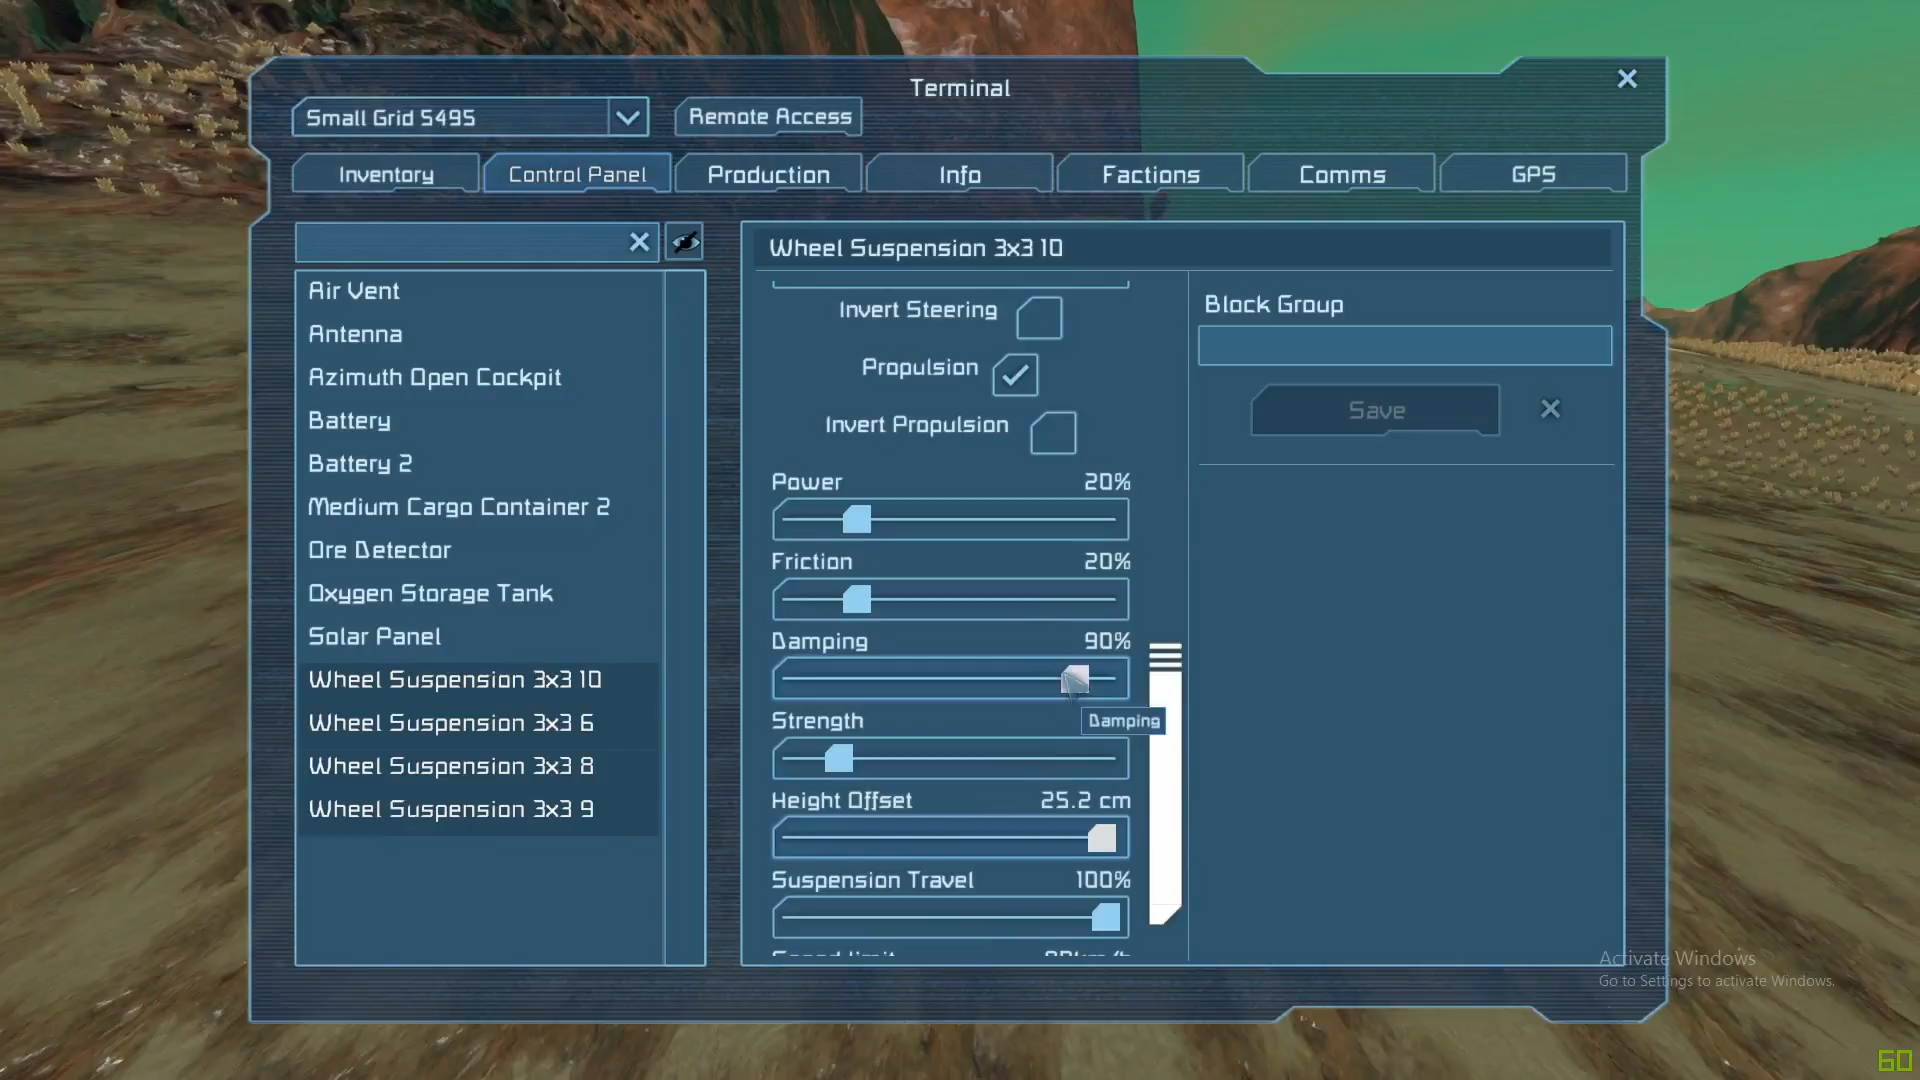 Terminal
Small Grid 5495
Remote Access
Inventory
Control Panel
Production
Info
Factions
Comms
GPS
Air Vent
Antenna
Azimuth Open Cockpit
Battery
Battery 2
Medium Cargo Container 2
Ore Detector
Oxygen Storage Tank
Solar Panel
Wheel Suspension 3x3 10
Wheel Suspension 3x3 6
Wheel Suspension 3x3 8
Wheel Suspension 3x3 9
Wheel Suspension 3x3 10
Invert Steering
Propulsion
Invert Propulsion
Power 20%
Friction 20%
Damping 90%
Damping
Strength
Height Offset 25.2 cm
Suspension Travel 100%
Speed limit
Block Group
Save
Activate Windows
Go to Settings to activate Windows.
60